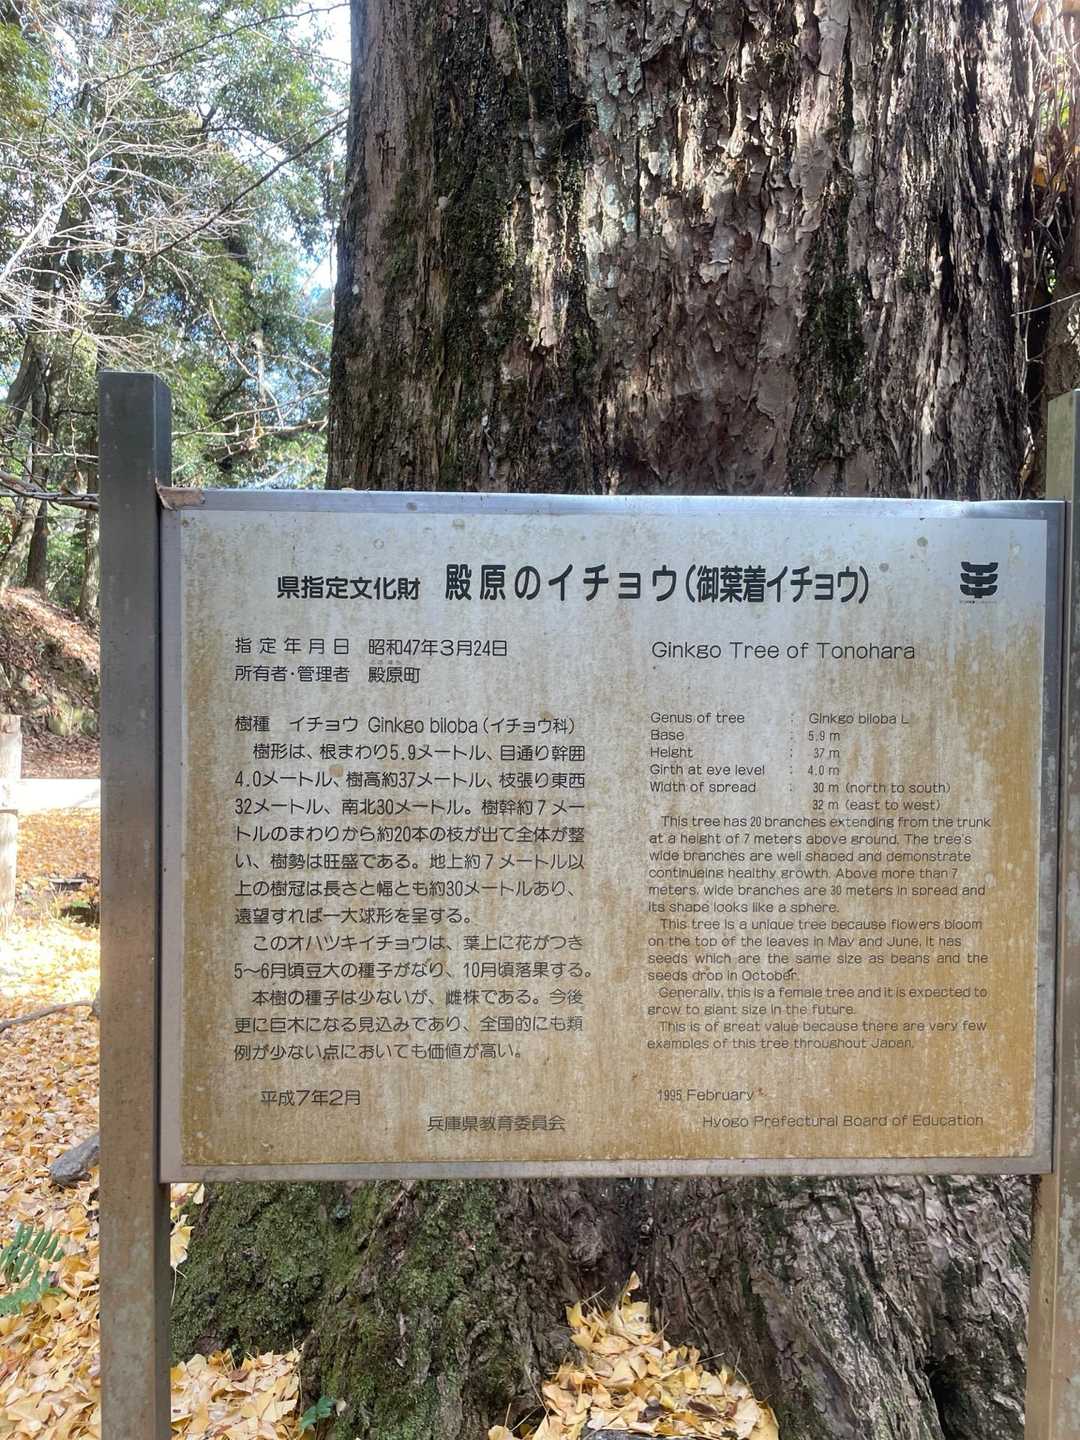 県指定文化財 殿原のイチョウ(御葉着イチョウ)
指定年月日 昭和47年3月24日
所有者・管理者 殿原町
樹種 イチョウ Ginkgo biloba (イチョウ科)
樹形は、根まわり5.9メートル、目通り幹囲
4.0メートル、樹高約37メートル、枝張り東西
32メートル、南北30メートル。樹幹約7メー
トルのまわりから約20本の枝が出て全体が整
い、樹勢は旺盛である。地上約7メートル以
上の樹冠は長さと幅とも約30メートルあり、
遠望すれば一大球形を呈する。
このオハツキイチョウは、葉上に花がつき
5〜6月頃豆大の種子がなり、10月頃落果する。
本樹の種子は少ないが、雌株である。今後
更に巨木になる見込みであり、全国的にも類
例が少ない点においても価値が高い。
平成7年2月
兵庫県教育委員会
Ginkgo Tree of Tonohara
Genus of tree : Ginkgo biloba L
Base : 5.9 m
Height : 37 m
Girth at eye level : 4.0 m
Width of spread : 30 m (north to south)
32 m (east to west)
This tree has 20 branches extending from the trunk
at a height of 7 meters above ground. The tree's
wide branches are well shaped and demonstrate
continueing healthy growth. Above more than 7
meters, wide branches are 30 meters in spread and
its shape looks like a sphere.
This tree is a unique tree because flowers bloom
on the top of the leaves in May and June. It has
seeds which are the same size as beans and the
seeds drop in October.
Generally, this is a female tree and it is expected to
grow to giant size in the future.
This is of great value because there are very few
examples of this tree throughout Japan.
1995 February
Hyogo Prefectural Board of Education